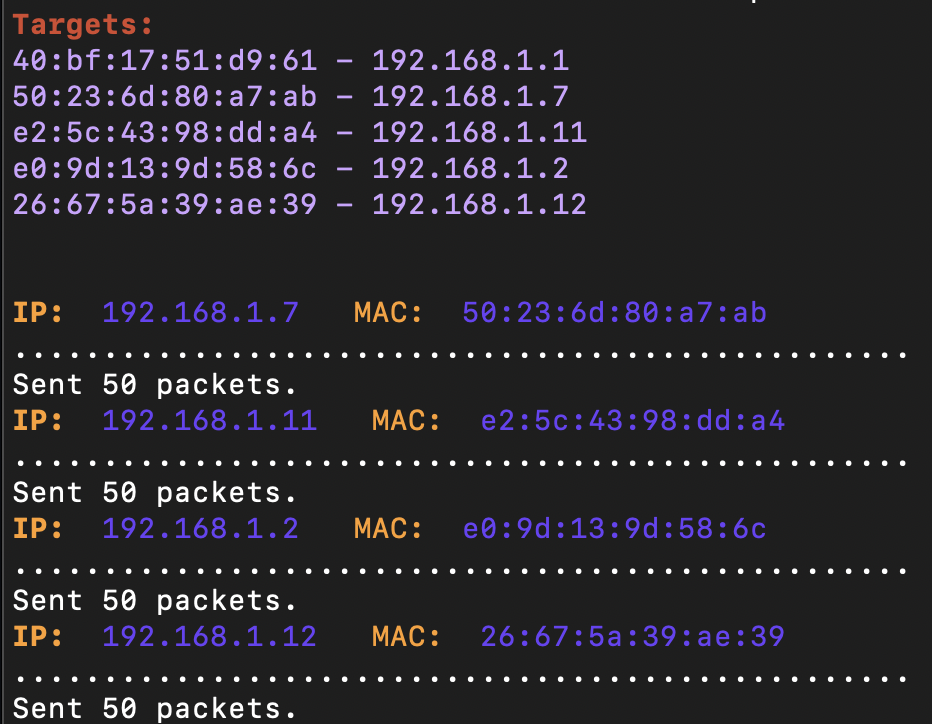 Targets:
40:bf:17:51:d9:61 – 192.168.1.1
50:23:6d:80:a7:ab – 192.168.1.7
e2:5c:43:98:dd:a4 – 192.168.1.11
e0:9d:13:9d:58:6c – 192.168.1.2
26:67:5a:39:ae:39 – 192.168.1.12
IP: 192.168.1.7 MAC: 50:23:6d:80:a7:ab
..................................................
Sent 50 packets.
IP: 192.168.1.11 MAC: e2:5c:43:98:dd:a4
..................................................
Sent 50 packets.
IP: 192.168.1.2 MAC: e0:9d:13:9d:58:6c
..................................................
Sent 50 packets.
IP: 192.168.1.12 MAC: 26:67:5a:39:ae:39
..................................................
Sent 50 packets.